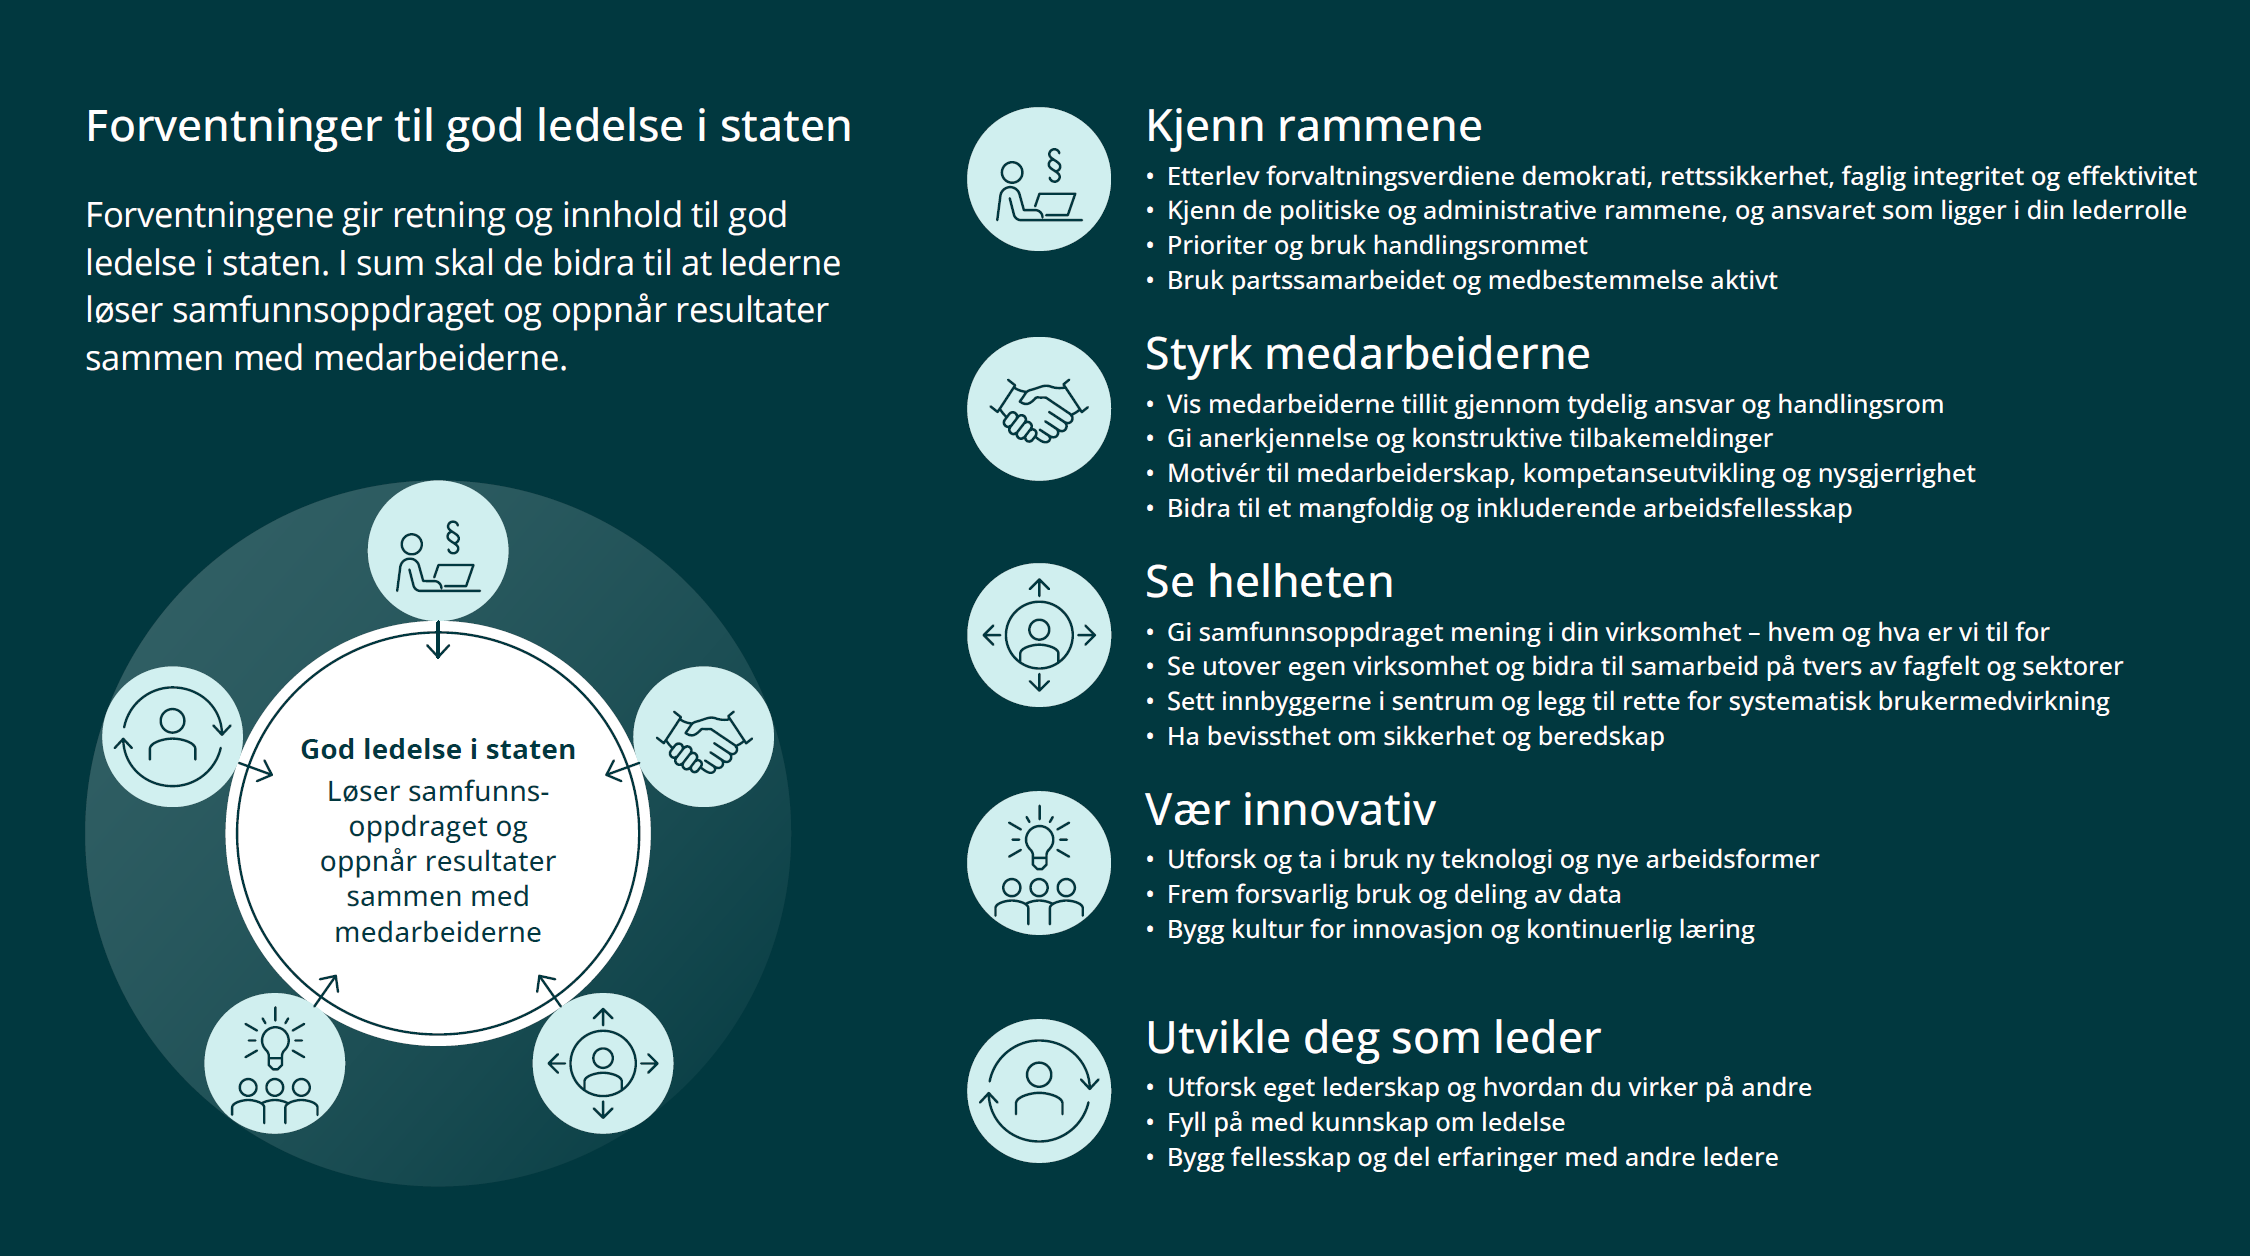 Forventninger til god ledelse i staten
Forventningene gir retning og innhold til god
ledelse i staten. I sum skal de bidra til at lederne
løser samfunnsoppdraget og oppnår resultater
sammen med medarbeiderne.
§
God ledelse i staten
Løser samfunns-
oppdraget og
oppnår resultater
sammen med
medarbeiderne
§
Kjenn rammene
• Etterlev forvaltningsverdiene demokrati, rettssikkerhet, faglig integritet og effektivitet
• Kjenn de politiske og administrative rammene, og ansvaret som ligger i din lederrolle
• Prioriter og bruk handlingsrommet
• Bruk partssamarbeidet og medbestemmelse aktivt
Styrk medarbeiderne
• Vis medarbeiderne tillit gjennom tydelig ansvar og handlingsrom
• Gi anerkjennelse og konstruktive tilbakemeldinger
• Motivér til medarbeiderskap, kompetanseutvikling og nysgjerrighet
• Bidra til et mangfoldig og inkluderende arbeidsfellesskap
Se helheten
• Gi samfunnsoppdraget mening i din virksomhet – hvem og hva er vi til for
• Se utover egen virksomhet og bidra til samarbeid på tvers av fagfelt og sektorer
• Sett innbyggerne i sentrum og legg til rette for systematisk brukermedvirkning
• Ha bevissthet om sikkerhet og beredskap
Vær innovativ
• Utforsk og ta i bruk ny teknologi og nye arbeidsformer
• Frem forsvarlig bruk og deling av data
• Bygg kultur for innovasjon og kontinuerlig læring
Utvikle deg som leder
• Utforsk eget lederskap og hvordan du virker på andre
• Fyll på med kunnskap om ledelse
• Bygg fellesskap og del erfaringer med andre ledere